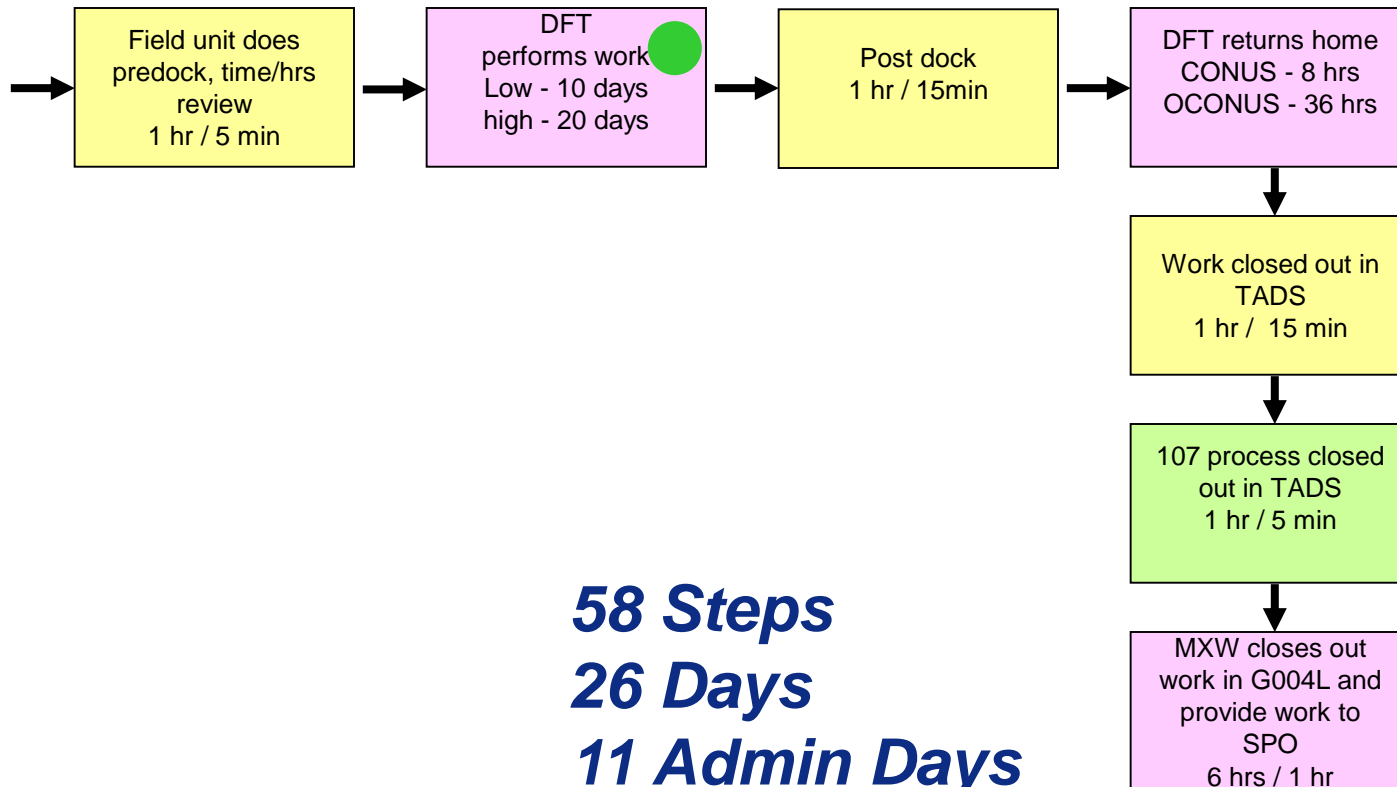 Field unit does
predock, time/hrs
review
1 hr / 5 min
DFT
performs work
Low - 10 days
high - 20 days
Post dock
1 hr / 15min
DFT returns home
CONUS - 8 hrs
OCONUS - 36 hrs
Work closed out in
TADS
1 hr /  15 min
107 process closed
out in TADS
1 hr / 5 min
MXW closes out
work in G004L and
provide work to
SPO
6 hrs / 1 hr
58 Steps
26 Days
11 Admin Days